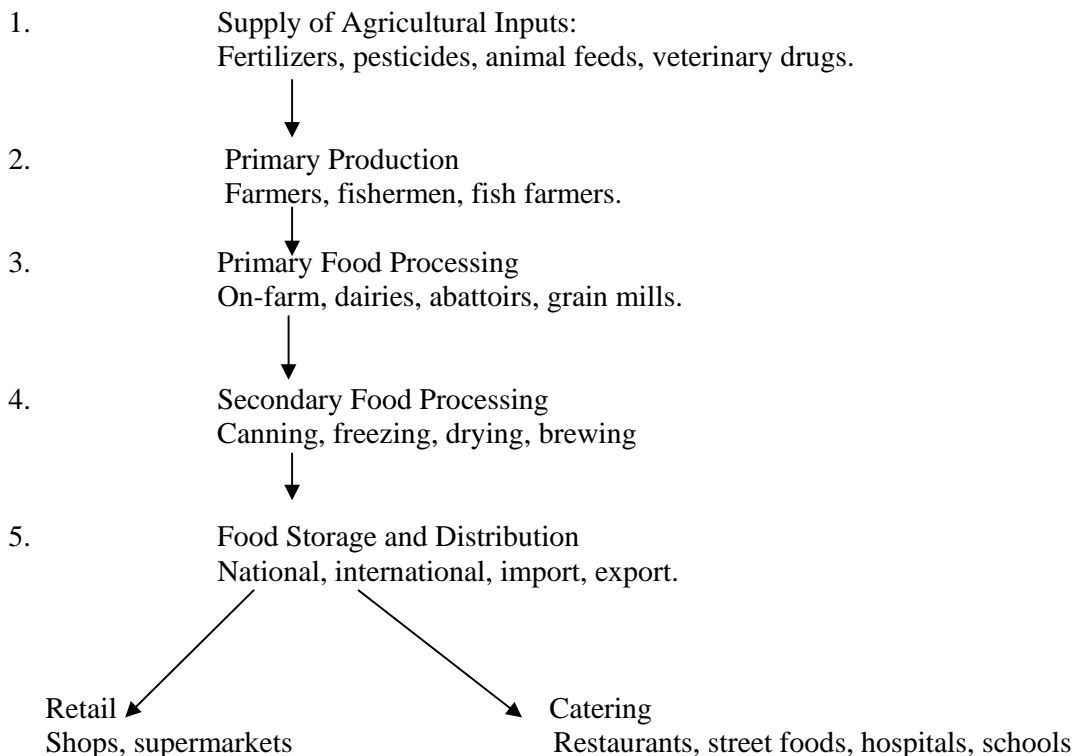 1. Supply of Agricultural Inputs:
Fertilizers, pesticides, animal feeds, veterinary drugs.
2. Primary Production
Farmers, fishermen, fish farmers.
3. Primary Food Processing
On-farm, dairies, abattoirs, grain mills.
4. Secondary Food Processing
Canning, freezing, drying, brewing
5. Food Storage and Distribution
National, international, import, export.
Retail Catering
Shops, supermarkets Restaurants, street foods, hospitals, schools